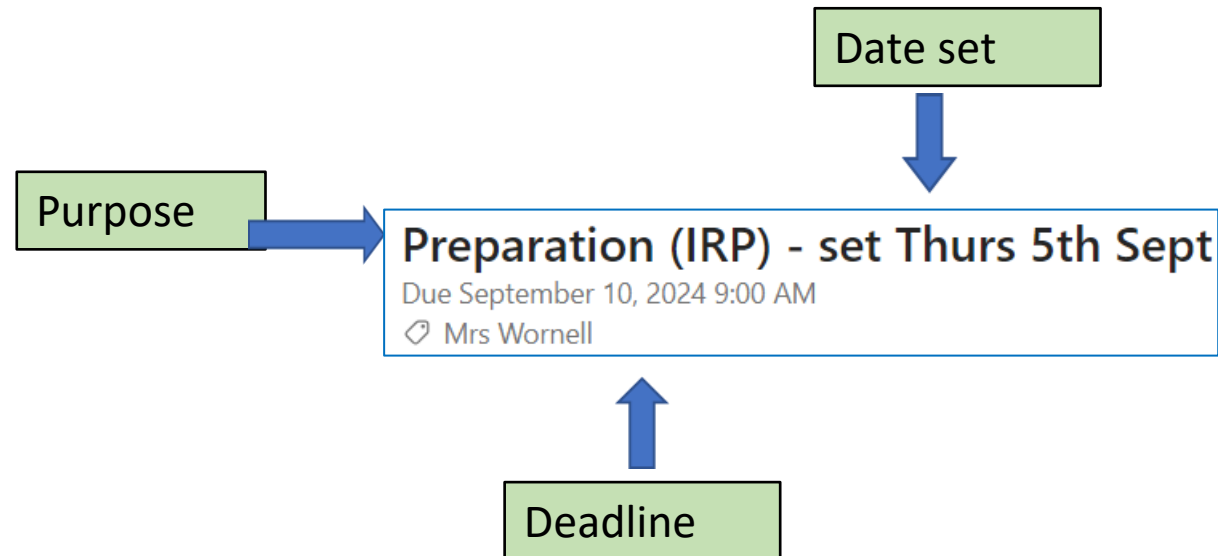 Date set
Purpose
Preparation (IRP) - set Thurs 5th Sept
Due September 10, 2024 9:00 AM
Mrs Wornell
Deadline